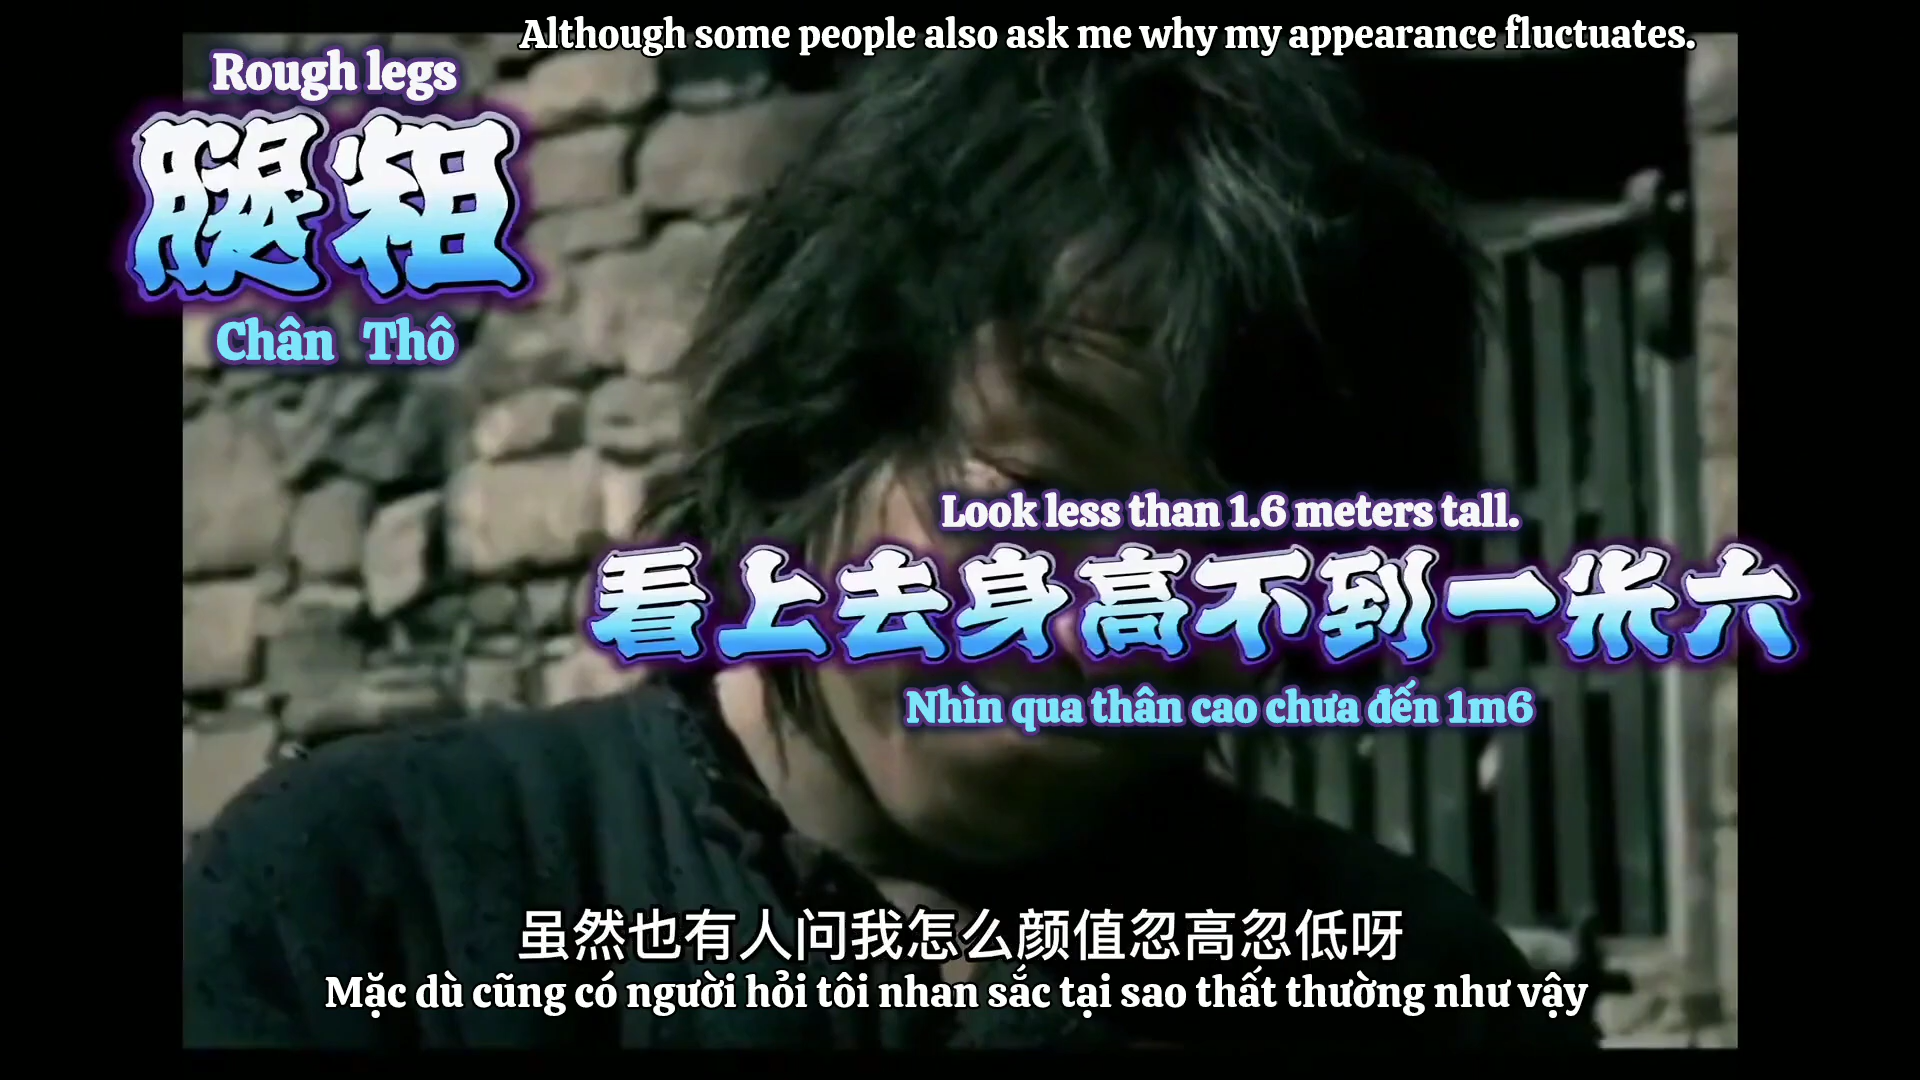 Although some people also ask me why my appearance fluctuates.
Rough legs
腿粗
Chân Thô
Look less than 1.6 meters tall.
看上去身高不到一米六
Nhìn qua thân cao chưa đến 1m6
虽然也有人问我怎么颜值忽高忽低呀
Mặc dù cũng có người hỏi tôi nhan sắc tại sao thất thường như vậy